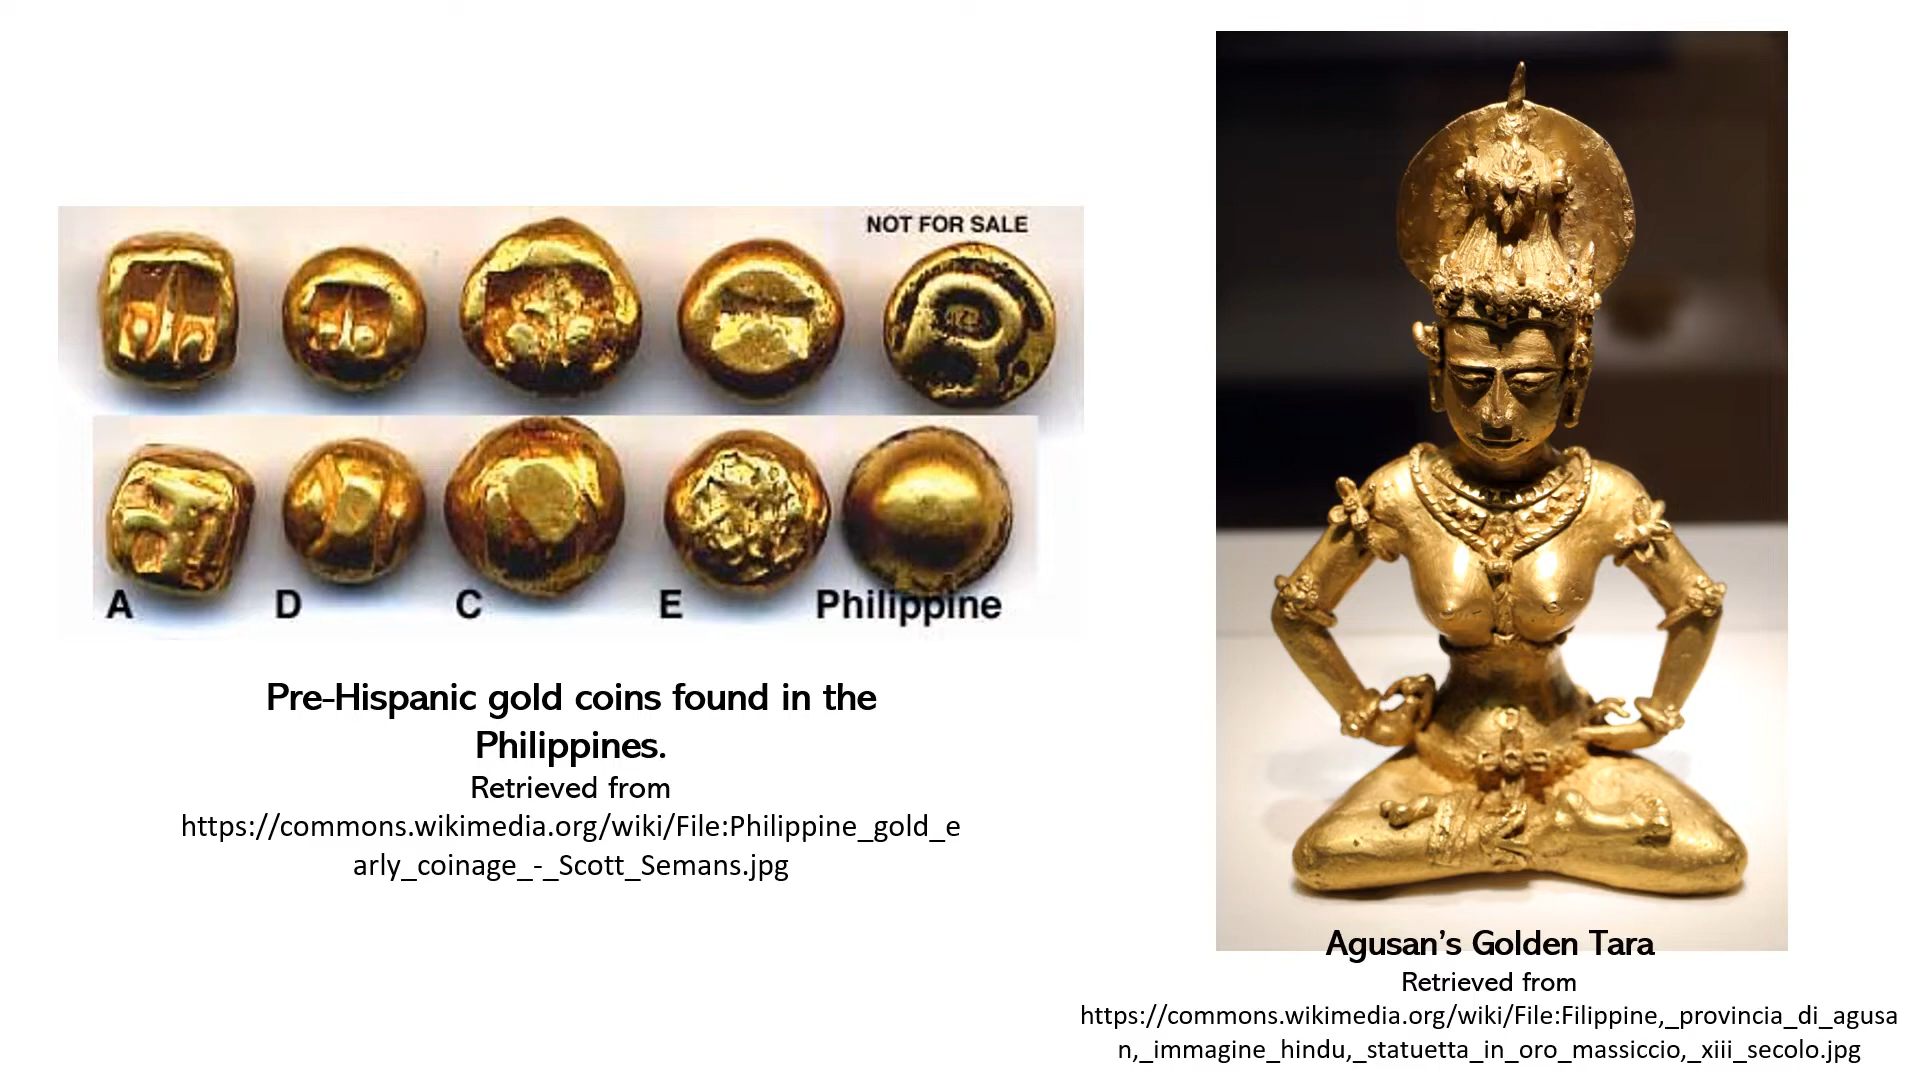 NOT FOR SALE
A D C E Philippine
Pre-Hispanic gold coins found in the
Philippines.
Retrieved from
https://commons.wikimedia.org/wiki/File:Philippine_gold_e
arly_coinage_-_Scott_Semans.jpg
Agusan’s Golden Tara
Retrieved from
https://commons.wikimedia.org/wiki/File:Filippine,_provincia_di_agusa
n,_immagine_hindu,_statuetta_in_oro_massiccio,_xiii_secolo.jpg